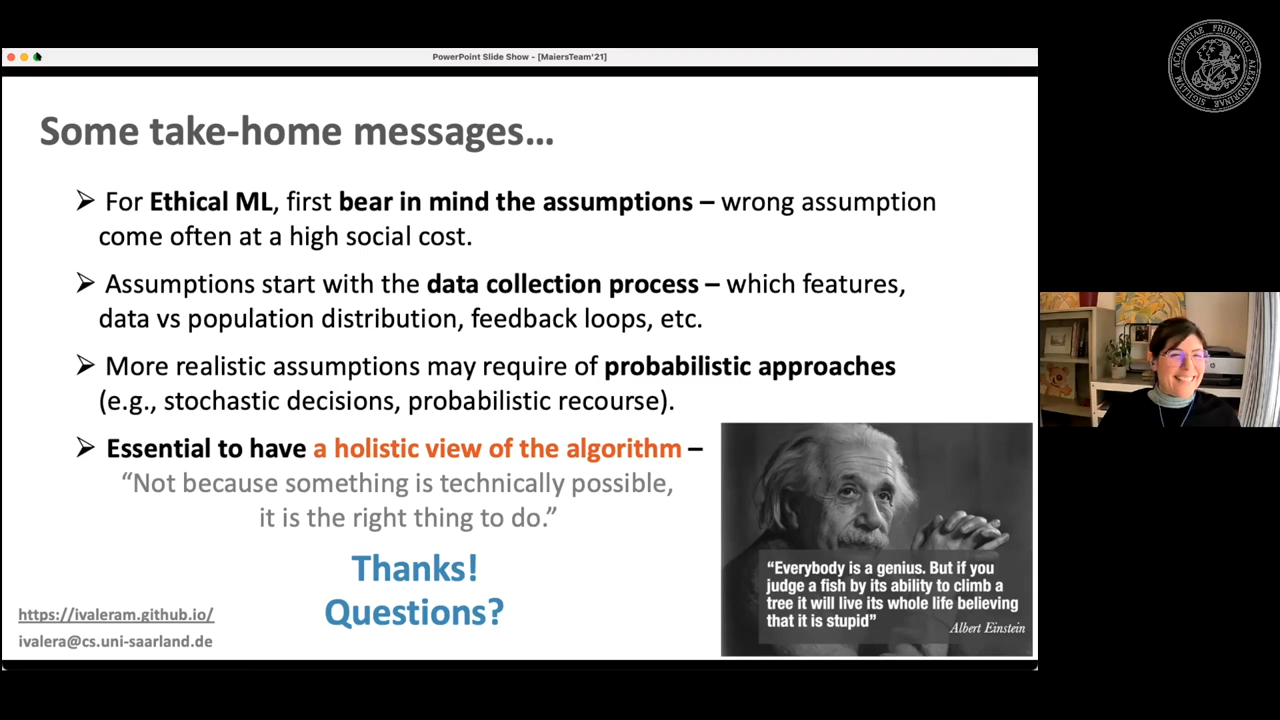 PowerPoint Slide Show - [MaiersTeam'21]
Some take-home messages...
➢ For Ethical ML, first bear in mind the assumptions – wrong assumption
come often at a high social cost.
➢ Assumptions start with the data collection process – which features,
data vs population distribution, feedback loops, etc.
➢ More realistic assumptions may require of probabilistic approaches
(e.g., stochastic decisions, probabilistic recourse).
➢ Essential to have a holistic view of the algorithm –
“Not because something is technically possible,
it is the right thing to do.”
Thanks!
Questions?
https://ivaleram.github.io/
ivalera@cs.uni-saarland.de
“Everybody is a genius. But if you
judge a fish by its ability to climb a
tree it will live its whole life believing
that it is stupid”
Albert Einstein
ACADEMIAE FRIDERICO
ALEXANDRINAE SIGILLVM